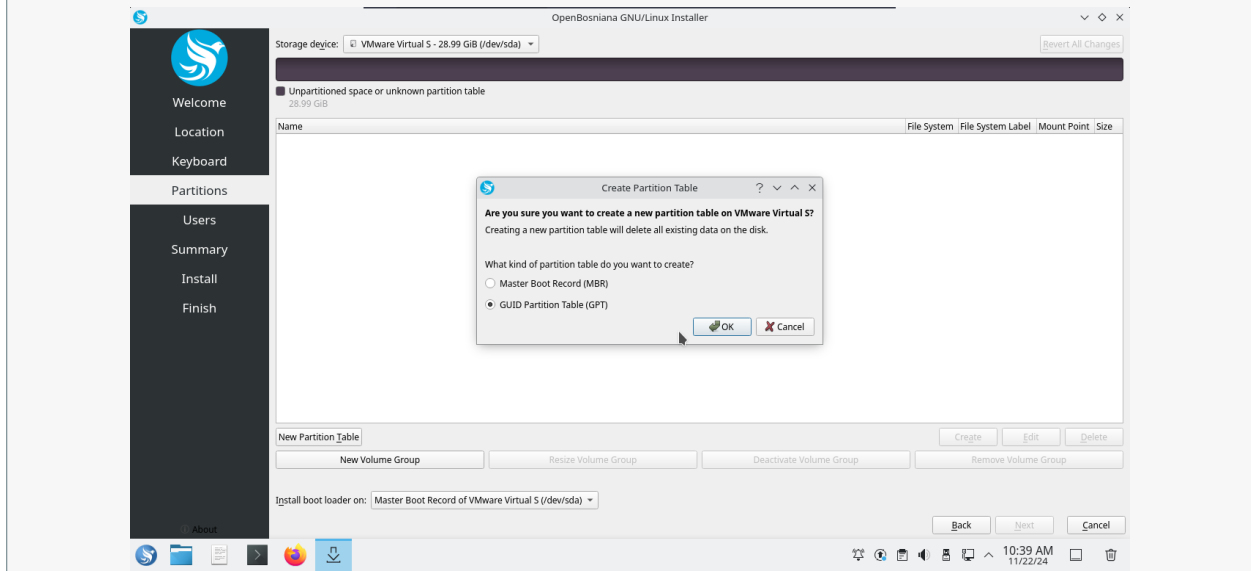 OpenBosniana GNU/Linux Installer
Storage device: VMware Virtual S - 28.99 GiB (/dev/sda)
Revert All Changes
Unpartitioned space or unknown partition table
28.99 GiB
Welcome
Location
Keyboard
Partitions
Users
Summary
Install
Finish
About
Name File System File System Label Mount Point Size
Create Partition Table
Are you sure you want to create a new partition table on VMware Virtual S?
Creating a new partition table will delete all existing data on the disk.
What kind of partition table do you want to create?
Master Boot Record (MBR)
GUID Partition Table (GPT)
OK Cancel
New Partition Table Create Edit Delete
New Volume Group Resize Volume Group Deactivate Volume Group Remove Volume Group
Install boot loader on: Master Boot Record of VMware Virtual S (/dev/sda)
Back Next Cancel
10:39 AM
11/22/24